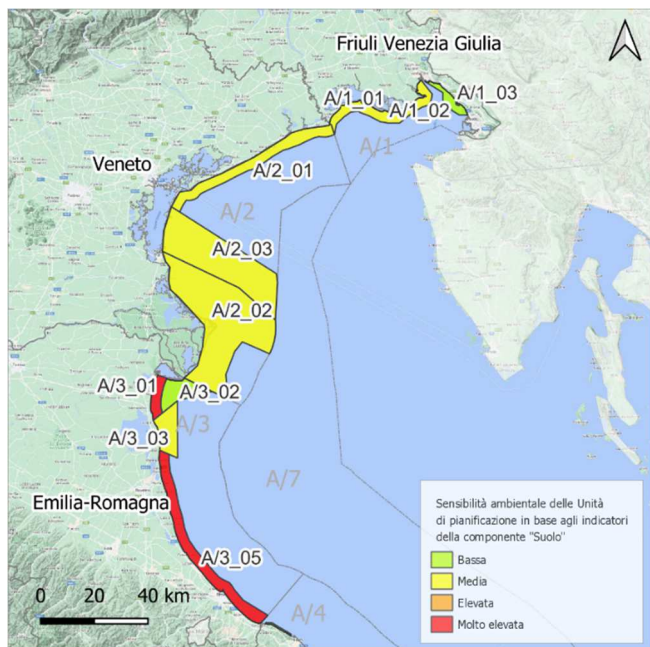 Friuli Venezia Giulia
A/1_01
A/1_02
A/1_03
A/1
Veneto
A/2_01
A/2
A/2_03
A/2_02
A/3_01
A/3_02
A/3
A/3_03
A/7
Emilia-Romagna
A/3_05
A/4
0 20 40 km
Sensibilità ambientale delle Unità
di pianificazione in base agli indicatori
della componente "Suolo"
Bassa
Media
Elevata
Molto elevata